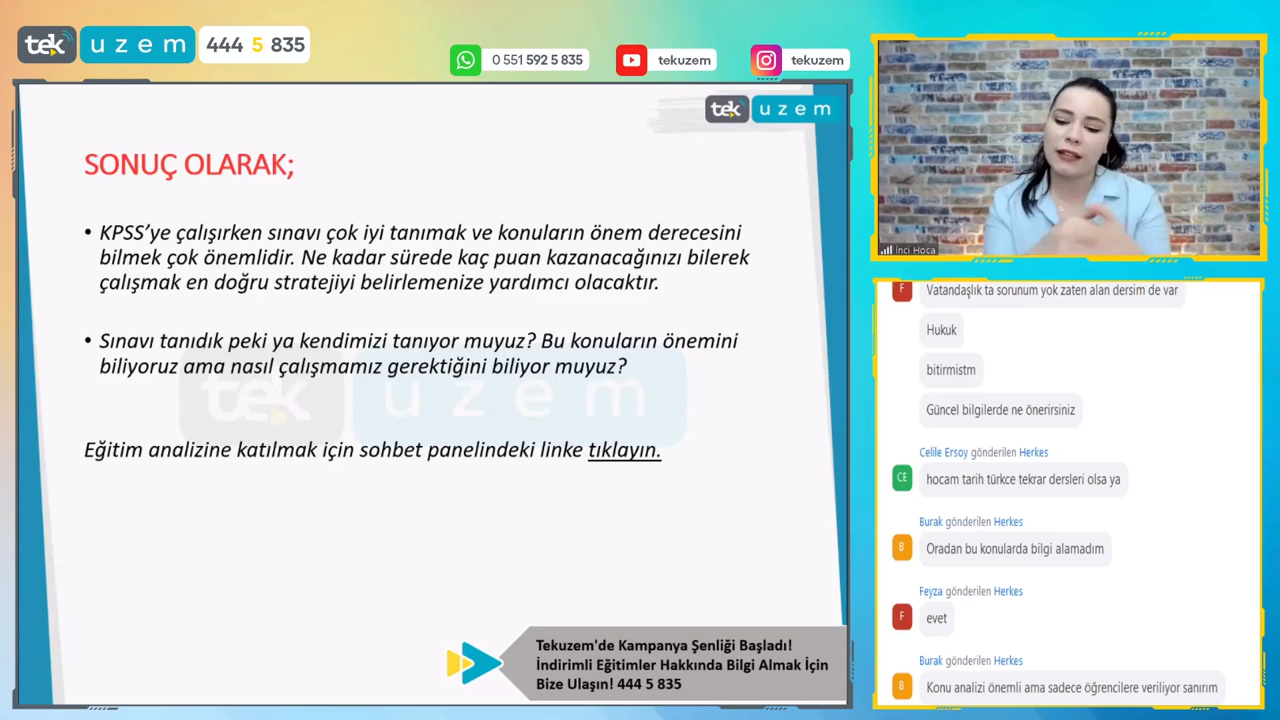 tek
uzem
444 5 835
0 551 592 5 835
tekuzem
tekuzem
tek uzem
SONUÇ OLARAK;
• KPSS’ye çalışırken sınavı çok iyi tanımak ve konuların önem derecesini
bilmek çok önemlidir. Ne kadar sürede kaç puan kazanacağınızı bilerek
çalışmak en doğru stratejiyi belirlemenize yardımcı olacaktır.
• Sınavı tanıdık peki ya kendimizi tanıyor muyuz? Bu konuların önemini
biliyoruz ama nasıl çalışmamız gerektiğini biliyor muyuz?
tek uzem
Eğitim analizine katılmak için sohbet panelindeki linke tıklayın.
Tekuzem'de Kampanya Şenliği Başladı!
İndirimli Eğitimler Hakkında Bilgi Almak İçin
Bize Ulaşın! 444 5 835
İnci Hoca
F
Vatandaşlık ta sorunum yok zaten alan dersim de var
Hukuk
bitirmistm
Güncel bilgilerde ne önerirsiniz
Celile Ersoy gönderilen Herkes
CE
hocam tarih türkçe tekrar dersleri olsa ya
Burak gönderilen Herkes
B
Oradan bu konularda bilgi alamadım
Feyza gönderilen Herkes
F
evet
Burak gönderilen Herkes
B
Konu analizi önemli ama sadece öğrencilere veriliyor sanırım